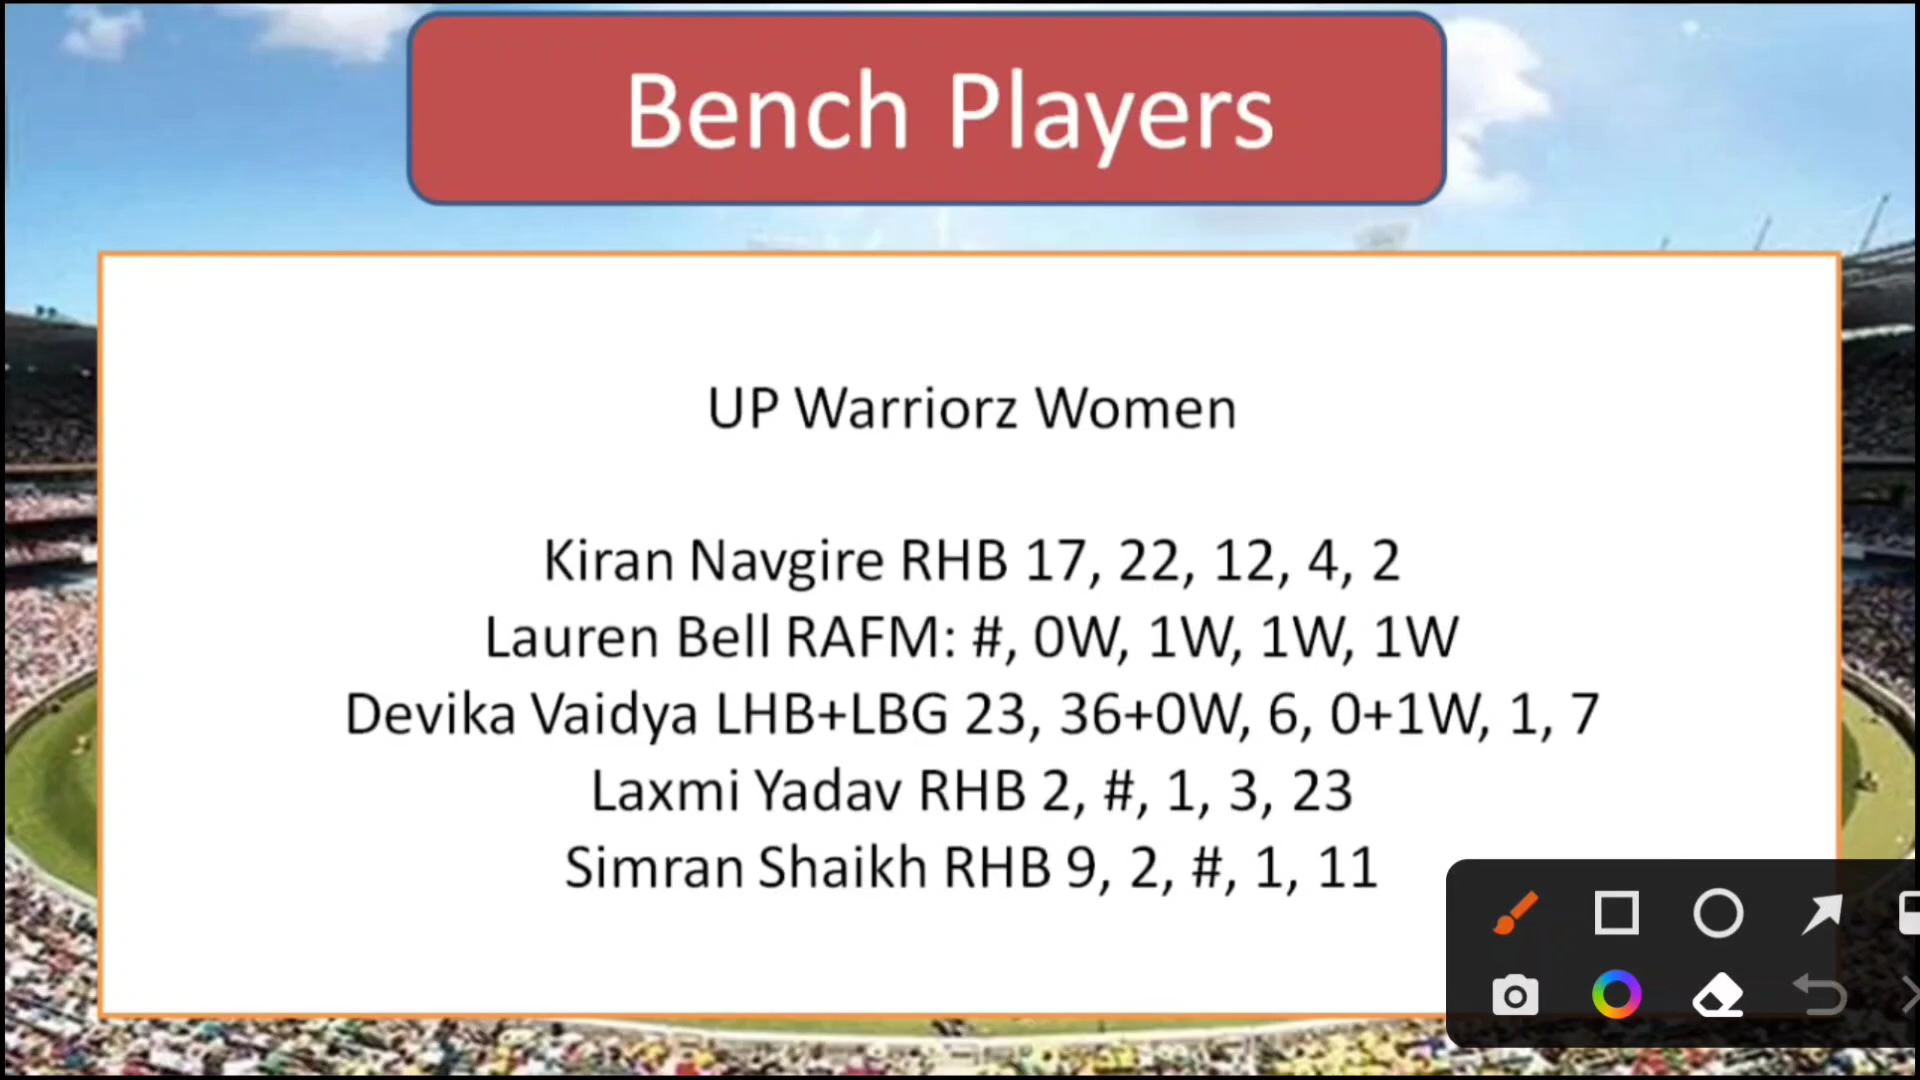 Bench Players
UP Warriorz Women
Kiran Navgire RHB 17, 22, 12, 4, 2
Lauren Bell RAFM: #, 0W, 1W, 1W, 1W
Devika Vaidya LHB+LBG 23, 36+0W, 6, 0+1W, 1, 7
Laxmi Yadav RHB 2, #, 1, 3, 23
Simran Shaikh RHB 9, 2, #, 1, 11